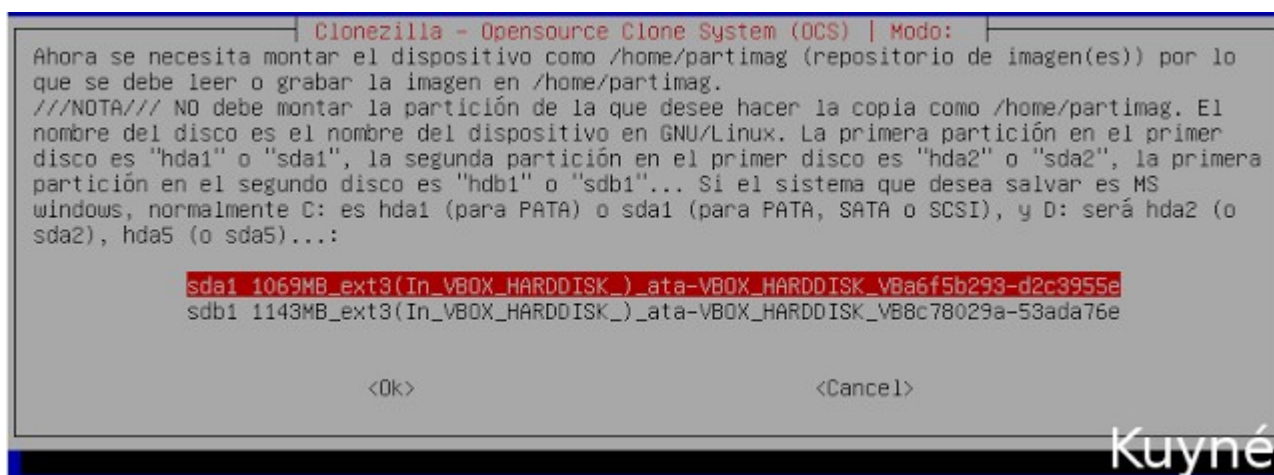 Clonezilla - Opensource Clone System (OCS) | Modo:
Ahora se necesita montar el dispositivo como /home/partimag (repositorio de imagen(es)) por lo
que se debe leer o grabar la imagen en /home/partimag.
///NOTA/// NO debe montar la partición de la que desee hacer la copia como /home/partimag. El
nombre del disco es el nombre del dispositivo en GNU/Linux. La primera partición en el primer
disco es "hda1" o "sda1", la segunda partición en el primer disco es "hda2" o "sda2", la primera
partición en el segundo disco es "hdb1" o "sdb1"... Si el sistema que desea salvar es MS
windows, normalmente C: es hda1 (para PATA) o sda1 (para PATA, SATA o SCSI), y D: será hda2 (o
sda2), hda5 (o sda5)...:
sda1 1069MB_ext3(In_VBOX_HARDDISK_)_ata-VBOX_HARDDISK_VBa6f5b293-d2c3955e
sdb1 1143MB_ext3(In_VBOX_HARDDISK_)_ata-VBOX_HARDDISK_VB8c78029a-53ada76e
<Ok> <Cancel>
Kuyné